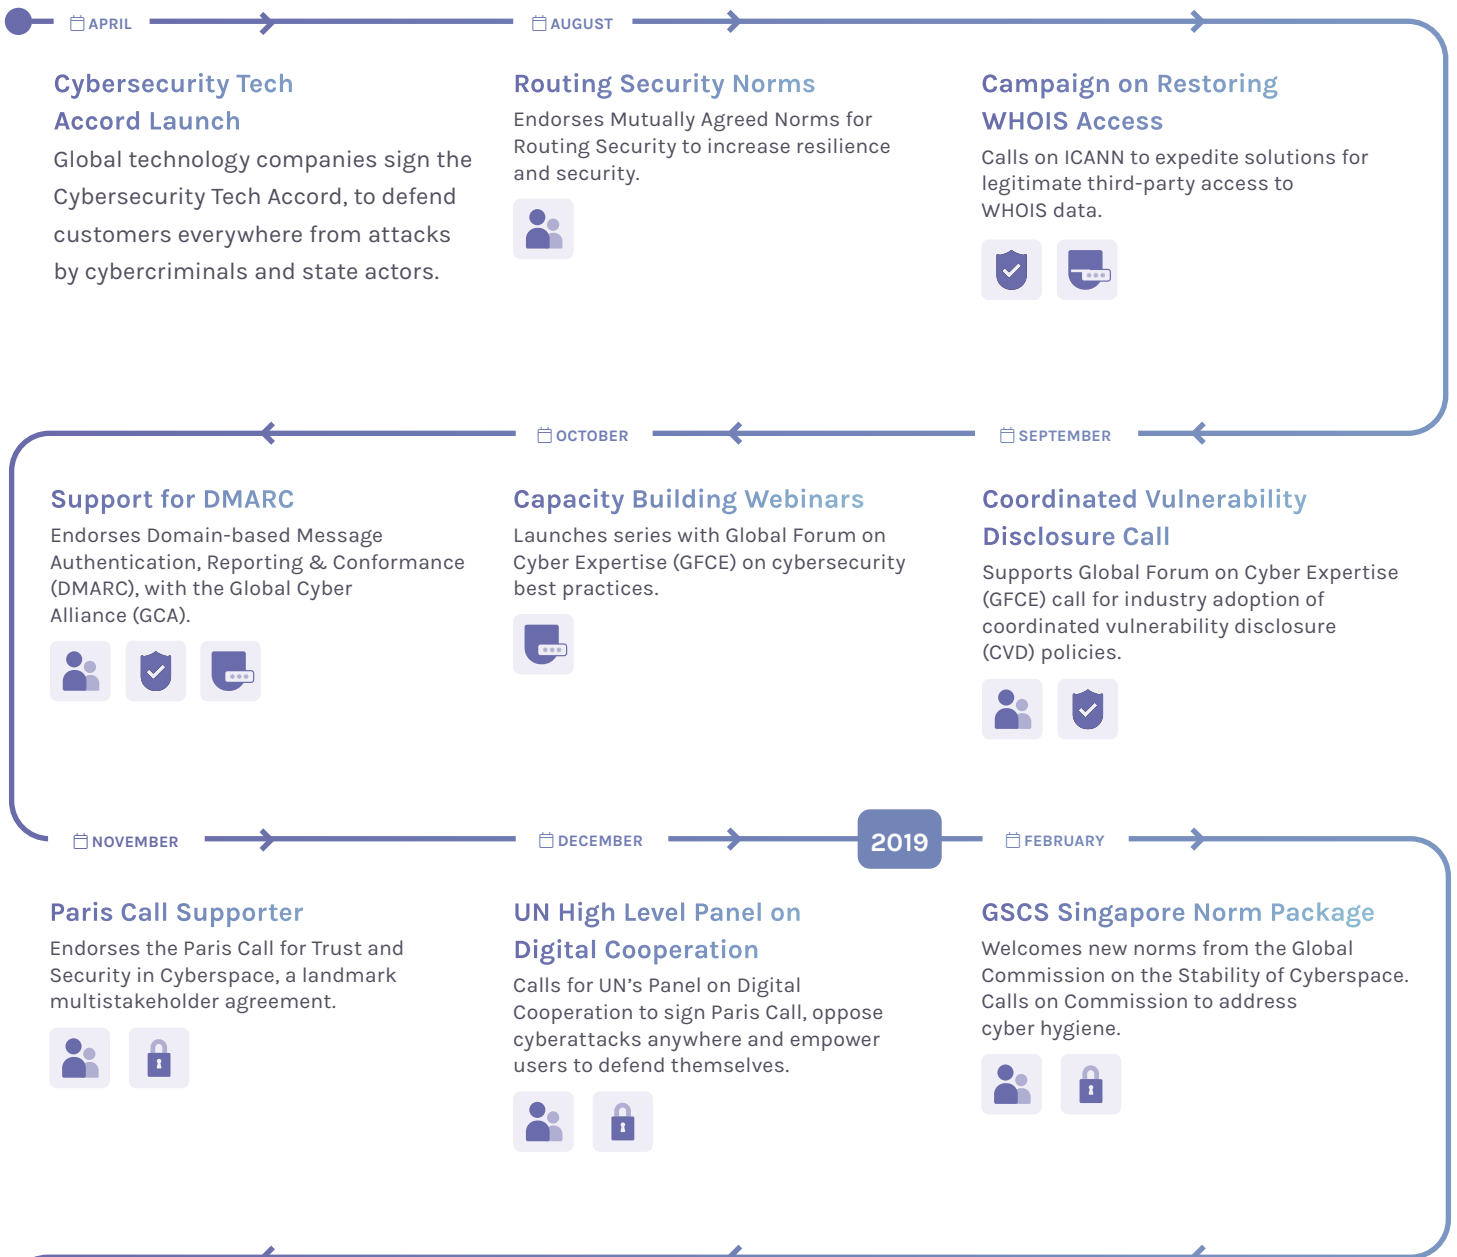 APRIL
Cybersecurity Tech
Accord Launch
Global technology companies sign the
Cybersecurity Tech Accord, to defend
customers everywhere from attacks
by cybercriminals and state actors.
AUGUST
Routing Security Norms
Endorses Mutually Agreed Norms for
Routing Security to increase resilience
and security.
Campaign on Restoring
WHOIS Access
Calls on ICANN to expedite solutions for
legitimate third-party access to
WHOIS data.
SEPTEMBER
Coordinated Vulnerability
Disclosure Call
Supports Global Forum on Cyber Expertise
(GFCE) call for industry adoption of
coordinated vulnerability disclosure
(CVD) policies.
OCTOBER
Capacity Building Webinars
Launches series with Global Forum on
Cyber Expertise (GFCE) on cybersecurity
best practices.
Support for DMARC
Endorses Domain-based Message
Authentication, Reporting & Conformance
(DMARC), with the Global Cyber
Alliance (GCA).
NOVEMBER
Paris Call Supporter
Endorses the Paris Call for Trust and
Security in Cyberspace, a landmark
multistakeholder agreement.
DECEMBER
UN High Level Panel on
Digital Cooperation
Calls for UN’s Panel on Digital
Cooperation to sign Paris Call, oppose
cyberattacks anywhere and empower
users to defend themselves.
2019
FEBRUARY
GSCS Singapore Norm Package
Welcomes new norms from the Global
Commission on the Stability of Cyberspace.
Calls on Commission to address
cyber hygiene.